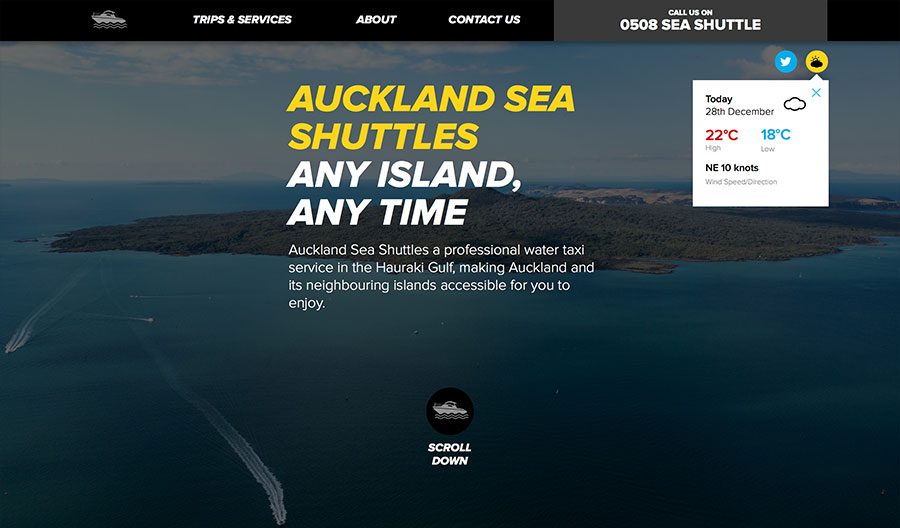 TRIPS & SERVICES
ABOUT
CONTACT US
CALL US ON
0508 SEA SHUTTLE
AUCKLAND SEA
SHUTTLES
ANY ISLAND,
ANY TIME
Auckland Sea Shuttles a professional water taxi
service in the Hauraki Gulf, making Auckland and
its neighbouring islands accessible for you to
enjoy.
Today
28th December
22°C
18°C
High
Low
NE 10 knots
Wind Speed/Direction
SCROLL
DOWN